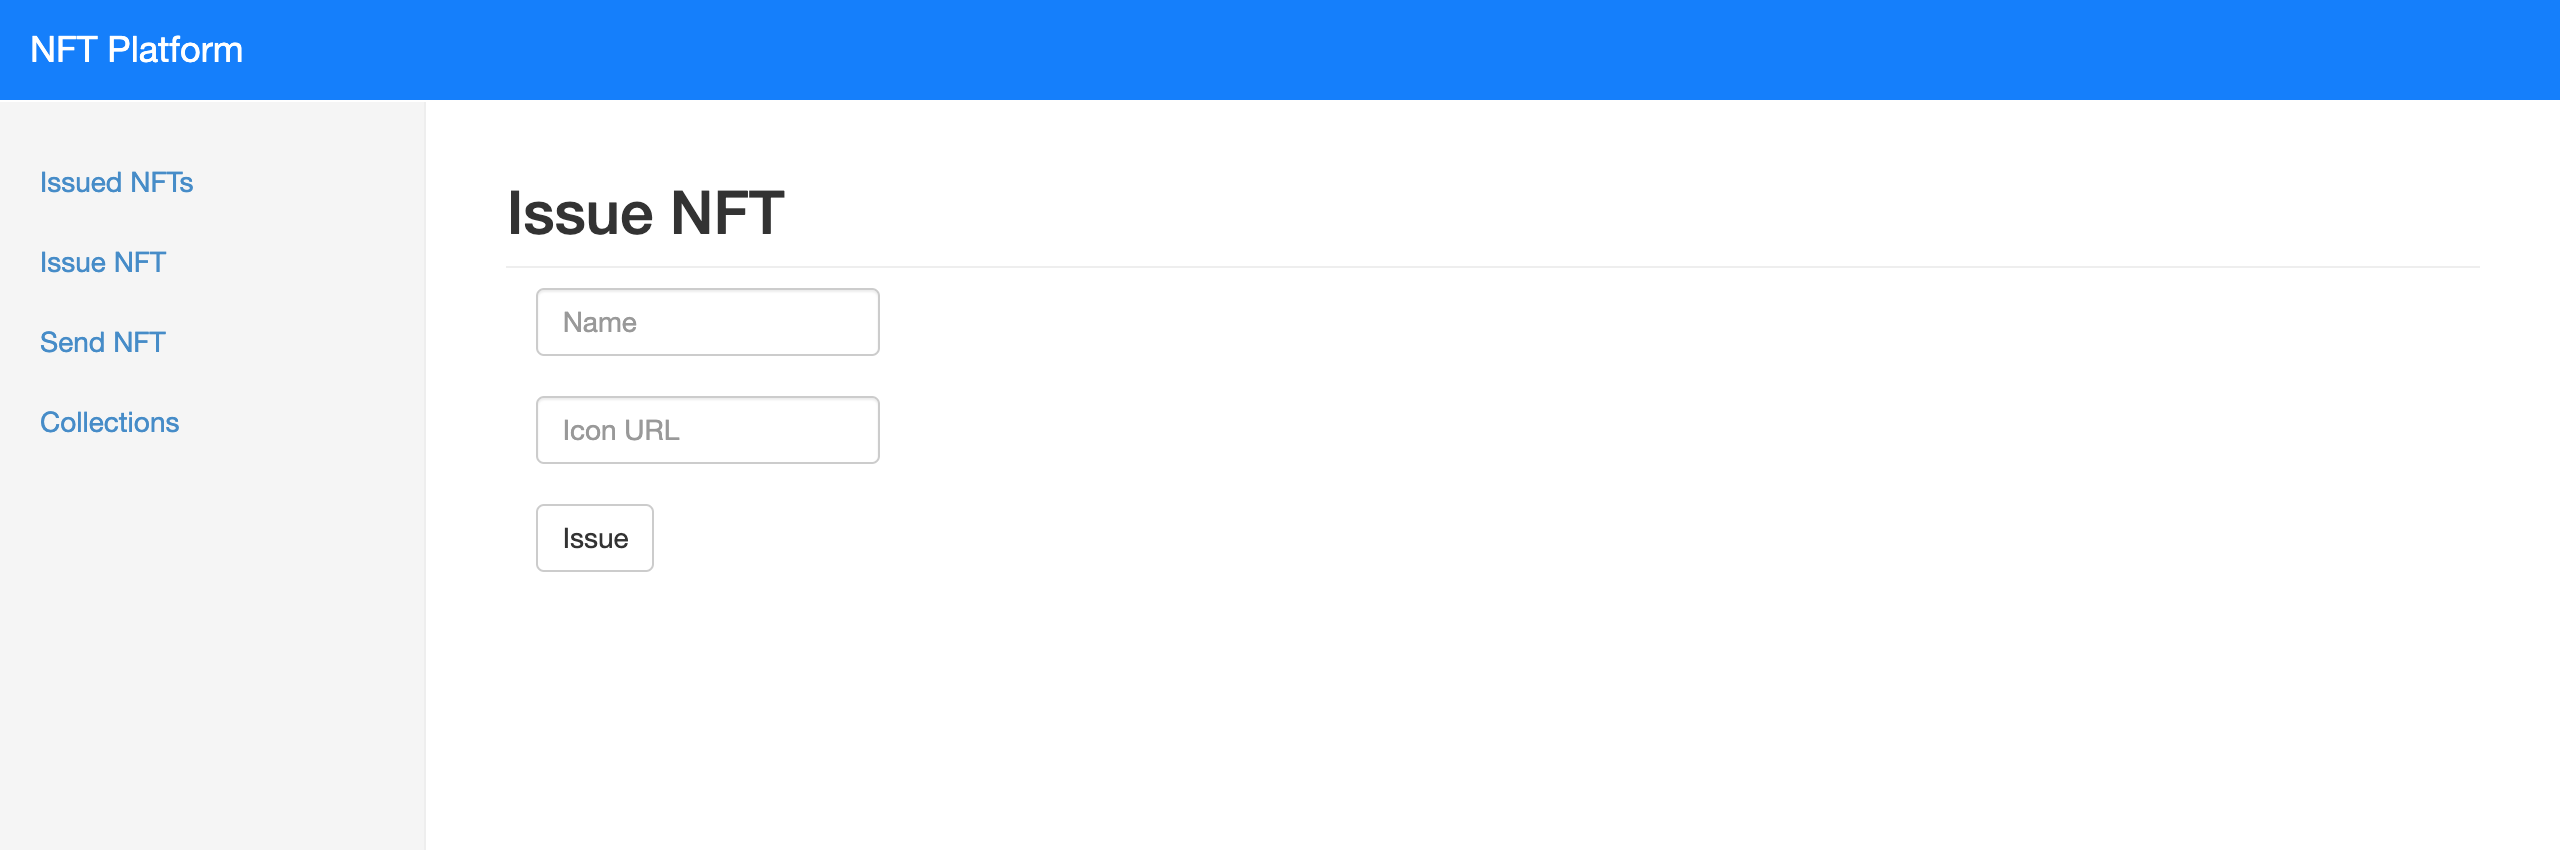 NFT Platform
Issued NFTs
Issue NFT
Send NFT
Collections
Issue NFT
Name
Icon URL
Issue